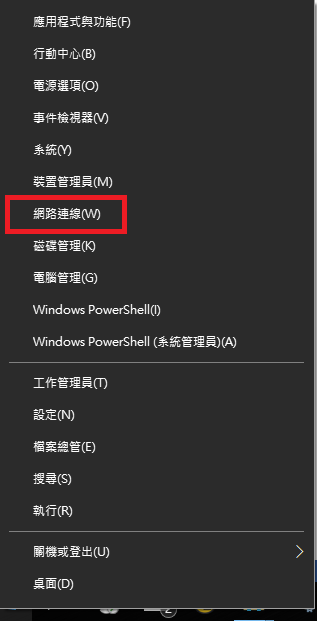 應用程式與功能(F)
行動中心(B)
電源選項(O)
事件檢視器(V)
系統(Y)
裝置管理員(M)
網路連線(W)
磁碟管理(K)
電腦管理(G)
Windows PowerShell(I)
Windows PowerShell (系統管理員)(A)
工作管理員(T)
設定(N)
檔案總管(E)
搜尋(S)
執行(R)
關機或登出(U)
桌面(D)
2